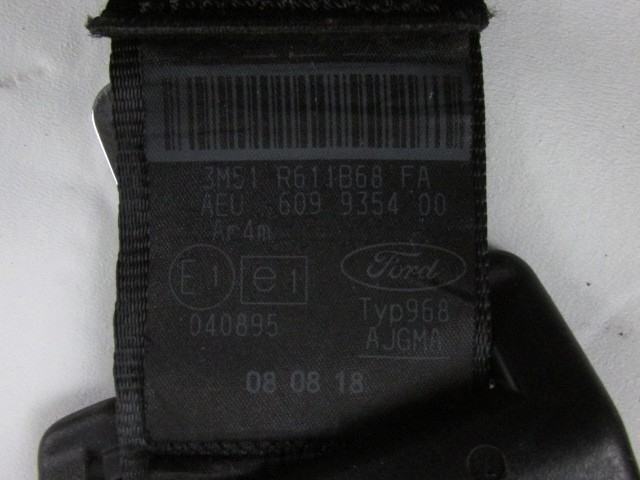 3M51 R611B68 FA
AEU 609 9354 00
Ar4m
E1 e1 Ford
040895 Typ968
AJGMA
08 08 18